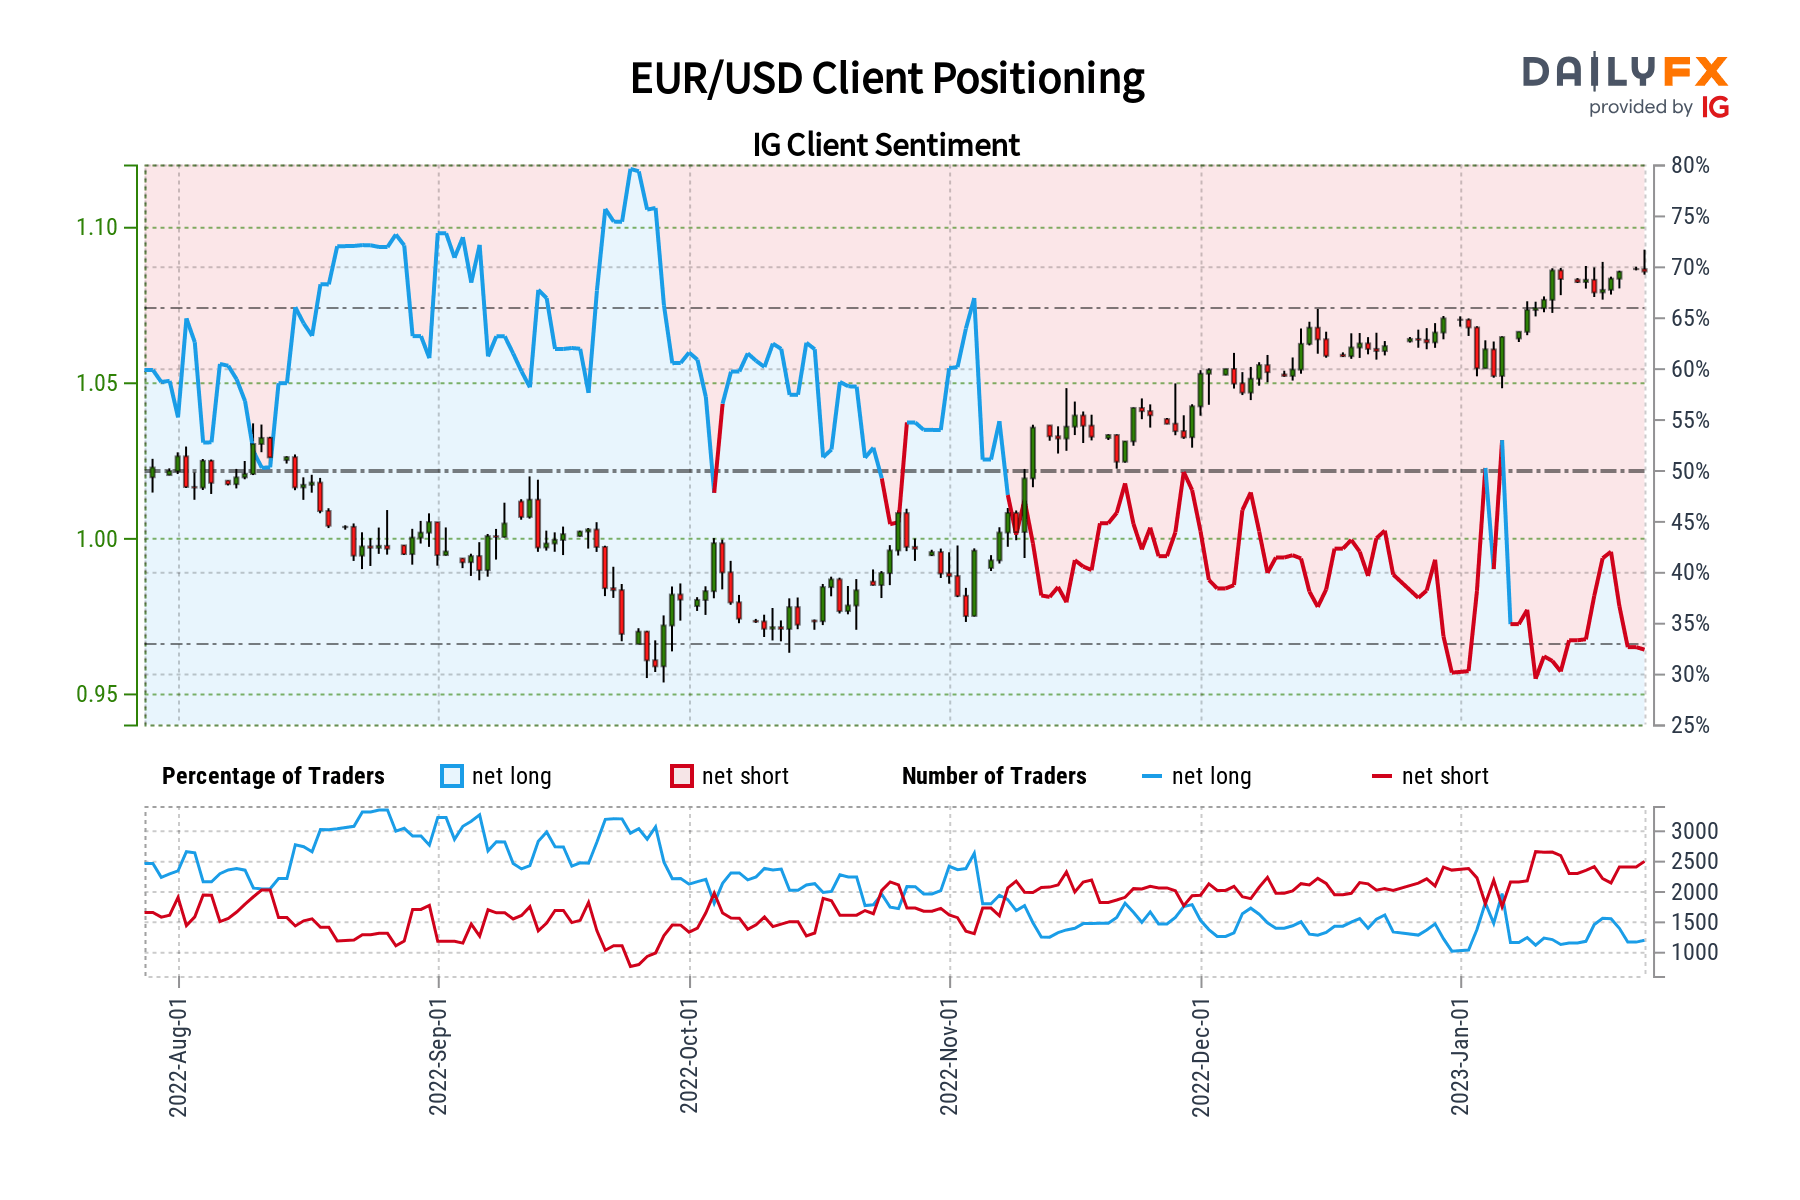 EUR/USD Client Positioning
DAILYFX
provided by IG
IG Client Sentiment
1.10
1.05
1.00
0.95
80%
75%
70%
65%
60%
55%
50%
45%
40%
35%
30%
25%
Percentage of Traders net long net short Number of Traders net long net short
3000
2500
2000
1500
1000
2022-Aug-01
2022-Sep-01
2022-Oct-01
2022-Nov-01
2022-Dec-01
2023-Jan-01